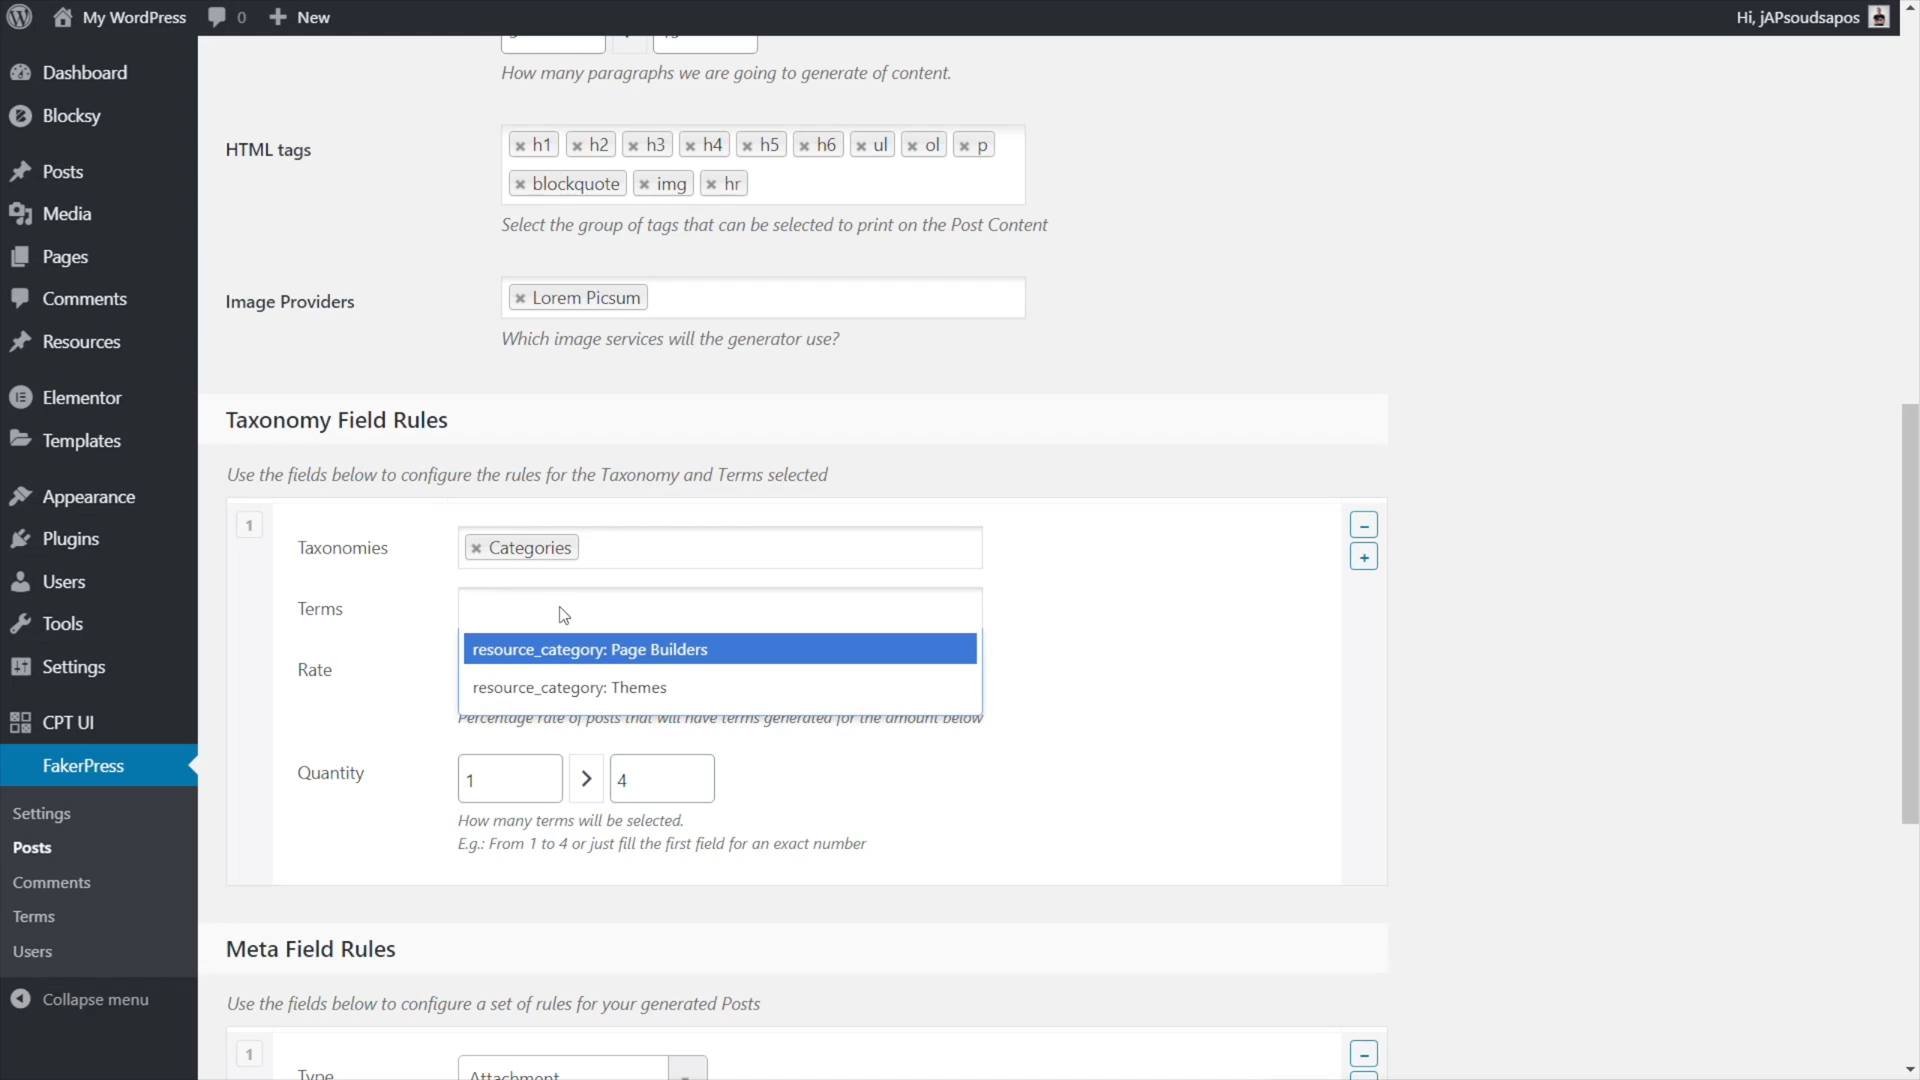 My WordPress
0
New
Hi, jAPsoudsapos
Dashboard
Blocksy
Posts
Media
Pages
Comments
Resources
Elementor
Templates
Appearance
Plugins
Users
Tools
Settings
CPT UI
FakerPress
Settings
Posts
Comments
Terms
Users
Collapse menu
How many paragraphs we are going to generate of content.
HTML tags
× h1 × h2 × h3 × h4 × h5 × h6 × ul × ol × p
× blockquote × img × hr
Select the group of tags that can be selected to print on the Post Content
Image Providers
× Lorem Picsum
Which image services will the generator use?
Taxonomy Field Rules
Use the fields below to configure the rules for the Taxonomy and Terms selected
1
Taxonomies
× Categories
Terms
resource_category: Page Builders
resource_category: Themes
Rate
Percentage rate of posts that will have terms generated for the amount below
Quantity
1 > 4
How many terms will be selected.
E.g.: From 1 to 4 or just fill the first field for an exact number
–
+
Meta Field Rules
Use the fields below to configure a set of rules for your generated Posts
1
Type
Attachment
–